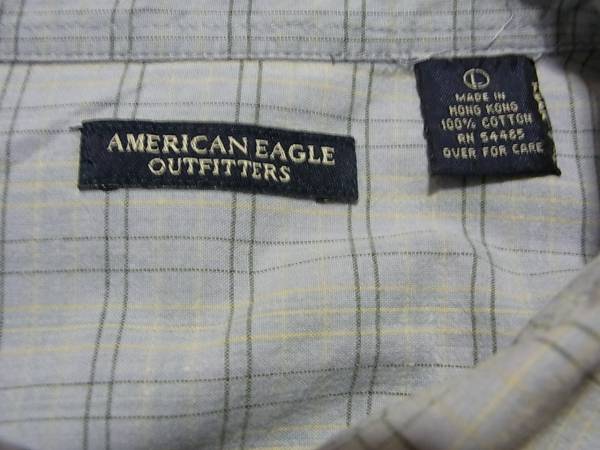 AMERICAN EAGLE
OUTFITTERS
L
MADE IN
HONG KONG
100% COTTON
RN 54485
OVER FOR CARE